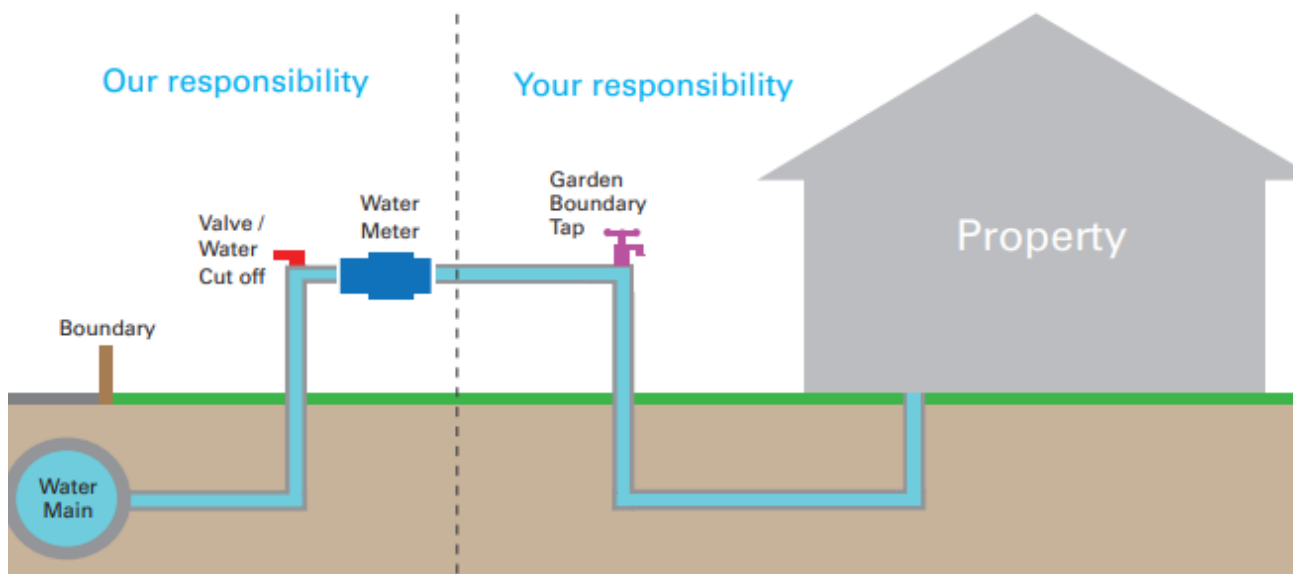 Our responsibility
Your responsibility
Valve /
Water
Cut off
Water
Meter
Garden
Boundary
Tap
Property
Boundary
Water
Main